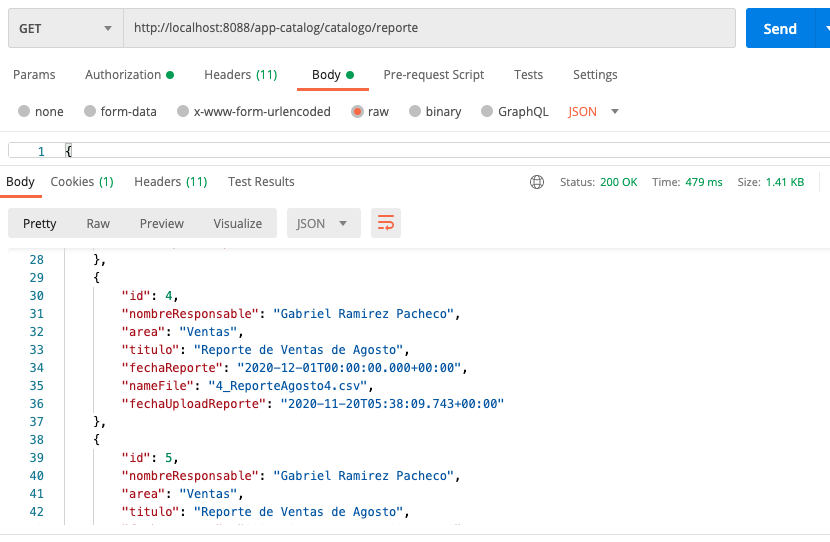 GET http://localhost:8088/app-catalog/catalogo/reporte Send
Params Authorization Headers (11) Body Pre-request Script Tests Settings
none form-data x-www-form-urlencoded raw binary GraphQL JSON
1 {
Body Cookies (1) Headers (11) Test Results Status: 200 OK Time: 479 ms Size: 1.41 KB
Pretty Raw Preview Visualize JSON
28 },
29 {
30 "id": 4,
31 "nombreResponsable": "Gabriel Ramirez Pacheco",
32 "area": "Ventas",
33 "titulo": "Reporte de Ventas de Agosto",
34 "fechaReporte": "2020-12-01T00:00:00.000+00:00",
35 "nameFile": "4_ReporteAgosto4.csv",
36 "fechaUploadReporte": "2020-11-20T05:38:09.743+00:00"
37 },
38 {
39 "id": 5,
40 "nombreResponsable": "Gabriel Ramirez Pacheco",
41 "area": "Ventas",
42 "titulo": "Reporte de Ventas de Agosto",